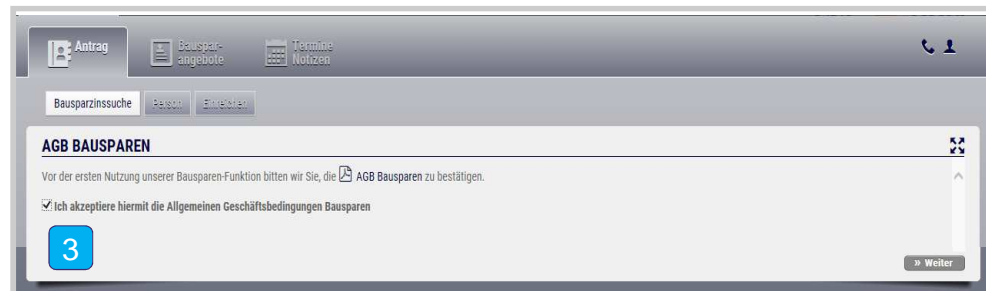 Antrag
Bauspar-
angebote
Termine
Notizen
Bausparzinssuche Person Einreichen
AGB BAUSPAREN
Vor der ersten Nutzung unserer Bausparen-Funktion bitten wir Sie, die AGB Bausparen zu bestätigen.
Ich akzeptiere hiermit die Allgemeinen Geschäftsbedingungen Bausparen
3
» Weiter